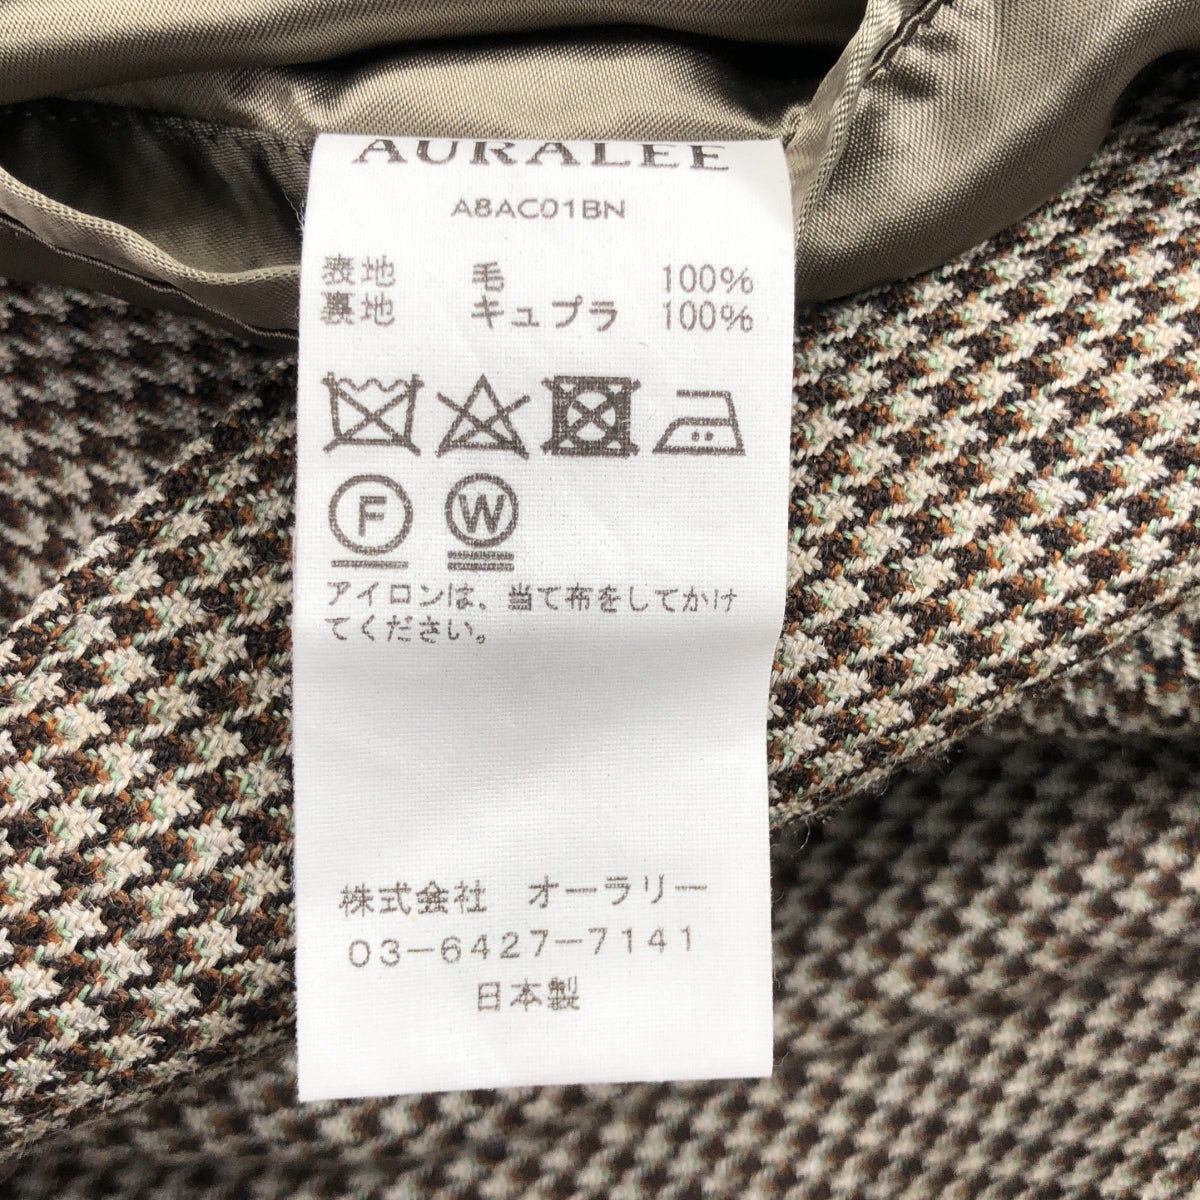 AURALEE
A8AC01BN
表地 毛 100%
裏地 キュプラ 100%
F W
アイロンは、当て布をしてかけ
てください。
株式会社 オーラリー
03-6427-7141
日本製